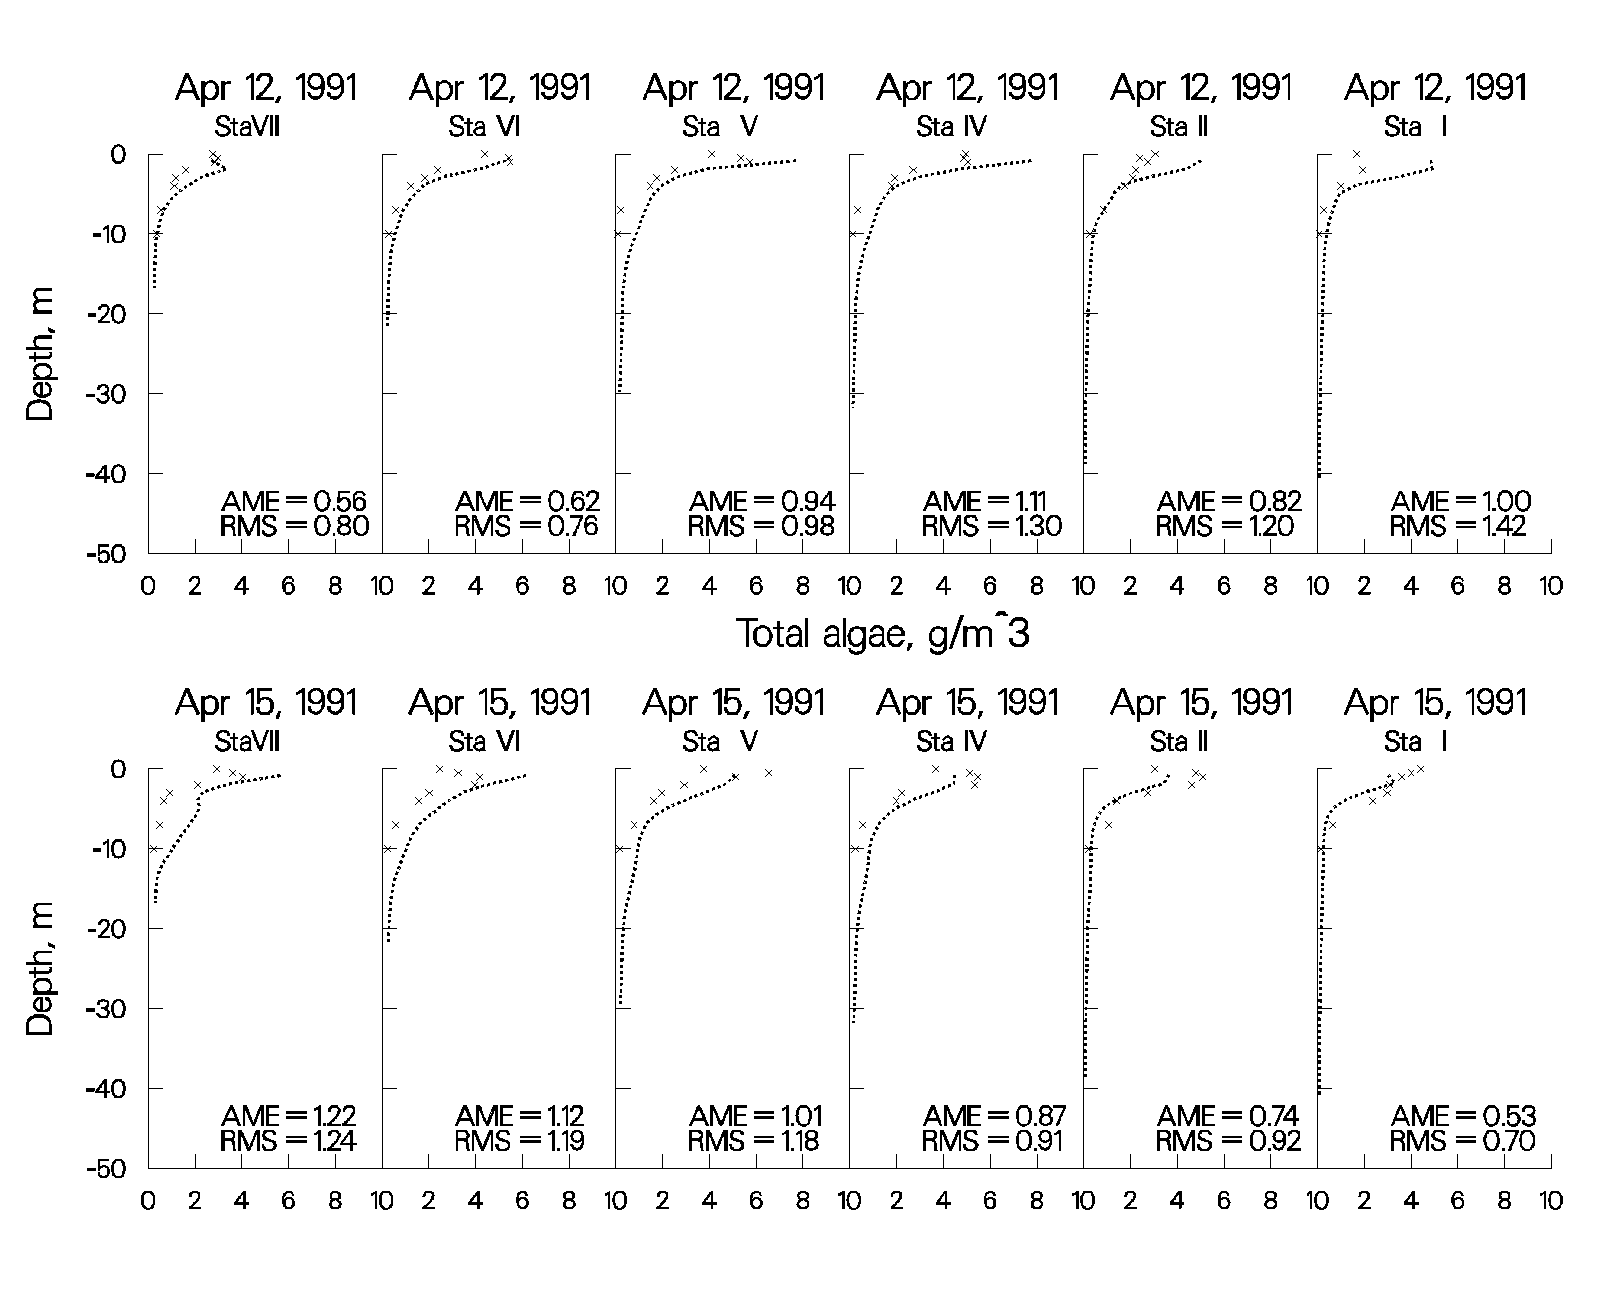 Apr 12, 1991 Apr 12, 1991 Apr 12, 1991 Apr 12, 1991 Apr 12, 1991 Apr 12, 1991
StaVII Sta VI Sta V Sta IV Sta II Sta I
0
-10
-20
-30
-40
-50
Depth, m
AME = 0.56 AME = 0.62 AME = 0.94 AME = 1.11 AME = 0.82 AME = 1.00
RMS = 0.80 RMS = 0.76 RMS = 0.98 RMS = 1.30 RMS = 1.20 RMS = 1.42
0 2 4 6 8 10 2 4 6 8 10 2 4 6 8 10 2 4 6 8 10 2 4 6 8 10 2 4 6 8 10
Total algae, g/m^3
Apr 15, 1991 Apr 15, 1991 Apr 15, 1991 Apr 15, 1991 Apr 15, 1991 Apr 15, 1991
StaVII Sta VI Sta V Sta IV Sta II Sta I
0
-10
-20
-30
-40
-50
Depth, m
AME = 1.22 AME = 1.12 AME = 1.01 AME = 0.87 AME = 0.74 AME = 0.53
RMS = 1.24 RMS = 1.19 RMS = 1.18 RMS = 0.91 RMS = 0.92 RMS = 0.70
0 2 4 6 8 10 2 4 6 8 10 2 4 6 8 10 2 4 6 8 10 2 4 6 8 10 2 4 6 8 10